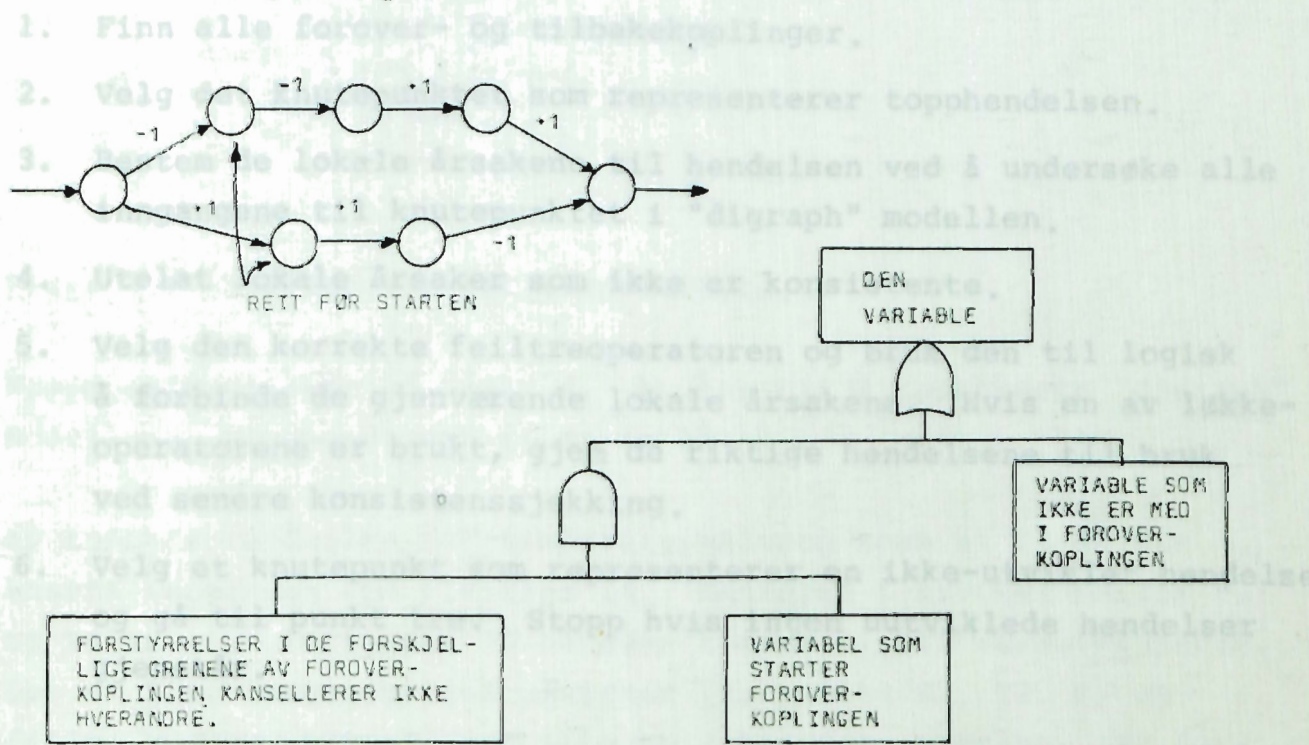 1. Finn alle forover- og tilbakekoplinger.
-1 +1
2. Velg det knutepunktet som representerer topphendelsen.
-1 +1
3. Bestem de lokale årsakene til hendelsen ved å undersøke alle
inngangene til knutepunktet i "digraph" modellen.
+1 +1 -1
4. Utelat lokale årsaker som ikke er konsistente.
RETT FØR STARTEN
DEN
VARIABLE
5. Velg den korrekte feiltreoperatoren og bruk den til logisk
å forbinde de gjenværende lokale årsakene. Hvis en av løkke-
operatorene er brukt, gjem de riktige hendelsene til bruk
ved senere konsistenssjekking.
VARIABLE SOM
IKKE ER MED
I FOROVER-
KOPLINGEN
6. Velg et knutepunkt som representerer en ikke-utviklet hendelse
og gå til punkt Stopp hvis ingen hendelser
FORSTYRRELSER I DE FORSKJEL-
LIGE GRENENE AV FOROVER-
KOPLINGEN KANSELLERER IKKE
HVERANDRE.
VARIABEL SOM
STARTER
FOROVER-
KOPLINGEN